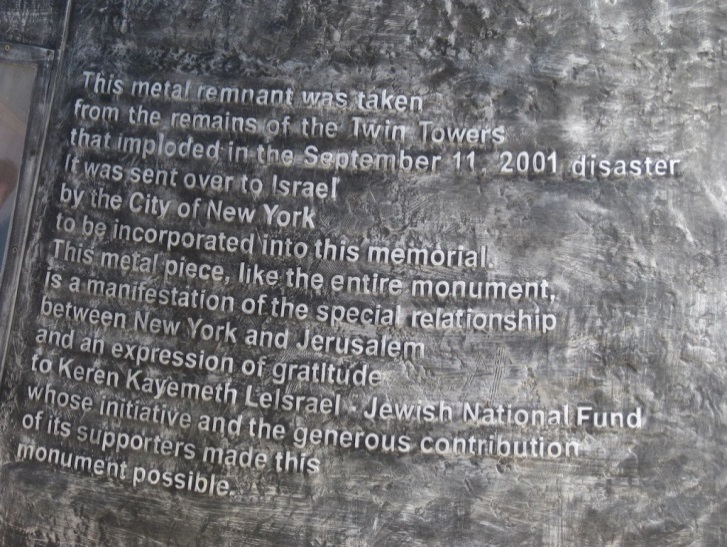 This metal remnant was taken
from the remains of the Twin Towers
that imploded in the September 11, 2001 disaster
It was sent over to Israel
by the City of New York
to be incorporated into this memorial.
This metal piece, like the entire monument,
is a manifestation of the special relationship
between New York and Jerusalem
and an expression of gratitude
to Keren Kayemeth LeIsrael - Jewish National Fund
whose initiative and the generous contribution
of its supporters made this
monument possible.